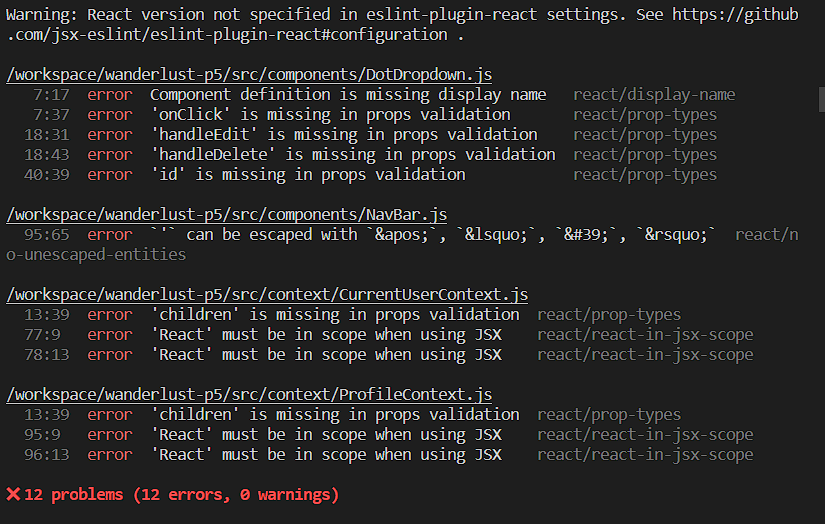 Warning: React version not specified in eslint-plugin-react settings. See https://github
.com/jsx-eslint/eslint-plugin-react#configuration .
/workspace/wanderlust-p5/src/components/DotDropdown.js
7:17 error Component definition is missing display name react/display-name
7:37 error 'onClick' is missing in props validation react/prop-types
18:31 error 'handleEdit' is missing in props validation react/prop-types
18:43 error 'handleDelete' is missing in props validation react/prop-types
40:39 error 'id' is missing in props validation react/prop-types
/workspace/wanderlust-p5/src/components/NavBar.js
95:65 error `'` can be escaped with `&apos;`, `&lsquo;`, `&#39;`, `&rsquo;` react/n
o-unescaped-entities
/workspace/wanderlust-p5/src/context/CurrentUserContext.js
13:39 error 'children' is missing in props validation react/prop-types
77:9 error 'React' must be in scope when using JSX react/react-in-jsx-scope
78:13 error 'React' must be in scope when using JSX react/react-in-jsx-scope
/workspace/wanderlust-p5/src/context/ProfileContext.js
13:39 error 'children' is missing in props validation react/prop-types
95:9 error 'React' must be in scope when using JSX react/react-in-jsx-scope
96:13 error 'React' must be in scope when using JSX react/react-in-jsx-scope
❌ 12 problems (12 errors, 0 warnings)